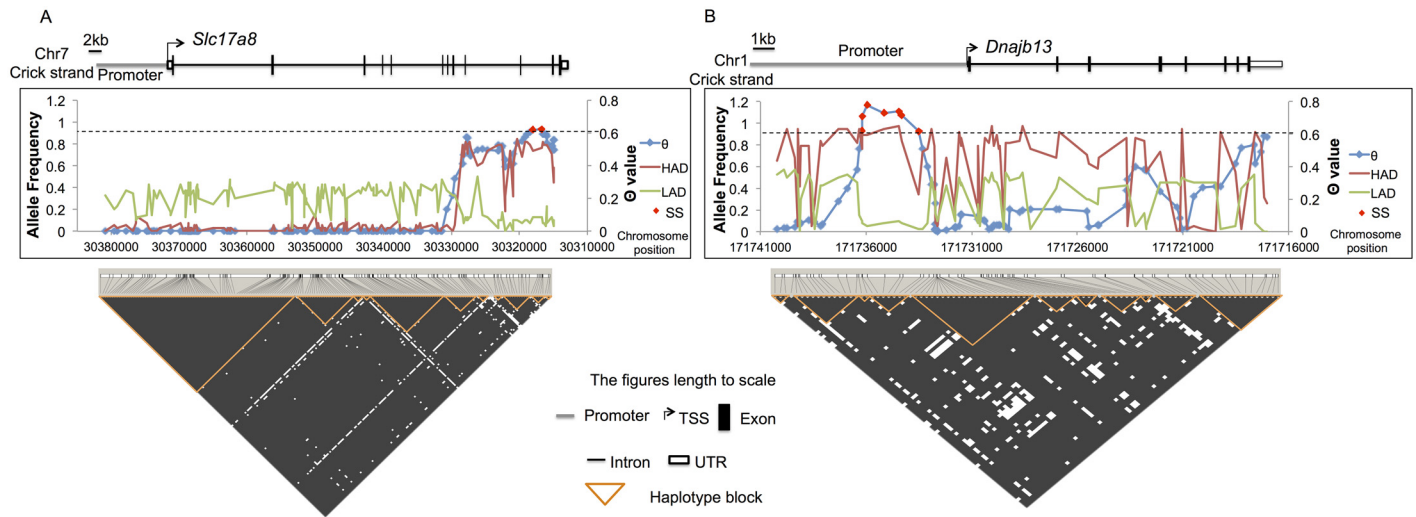 A
2kb
Slc17a8
Chr7
Crick strand
Promoter
Allele Frequency
1.2
1
0.8
0.6
0.4
0.2
0
0.8
0.6
0.4
0.2
0
Θ value
θ
HAD
LAD
SS
30380000
30370000
30360000
30350000
30340000
30330000
30320000
30310000
Chromosome
position
B
1kb
Promoter
Dnajb13
Chr1
Crick strand
Allele Frequency
1.2
1
0.8
0.6
0.4
0.2
0
0.8
0.6
0.4
0.2
0
Θ value
θ
HAD
LAD
SS
171741000
171736000
171731000
171726000
171721000
171716000
Chromosome
position
The figures length to scale
Promoter
TSS
Exon
Intron
UTR
Haplotype block